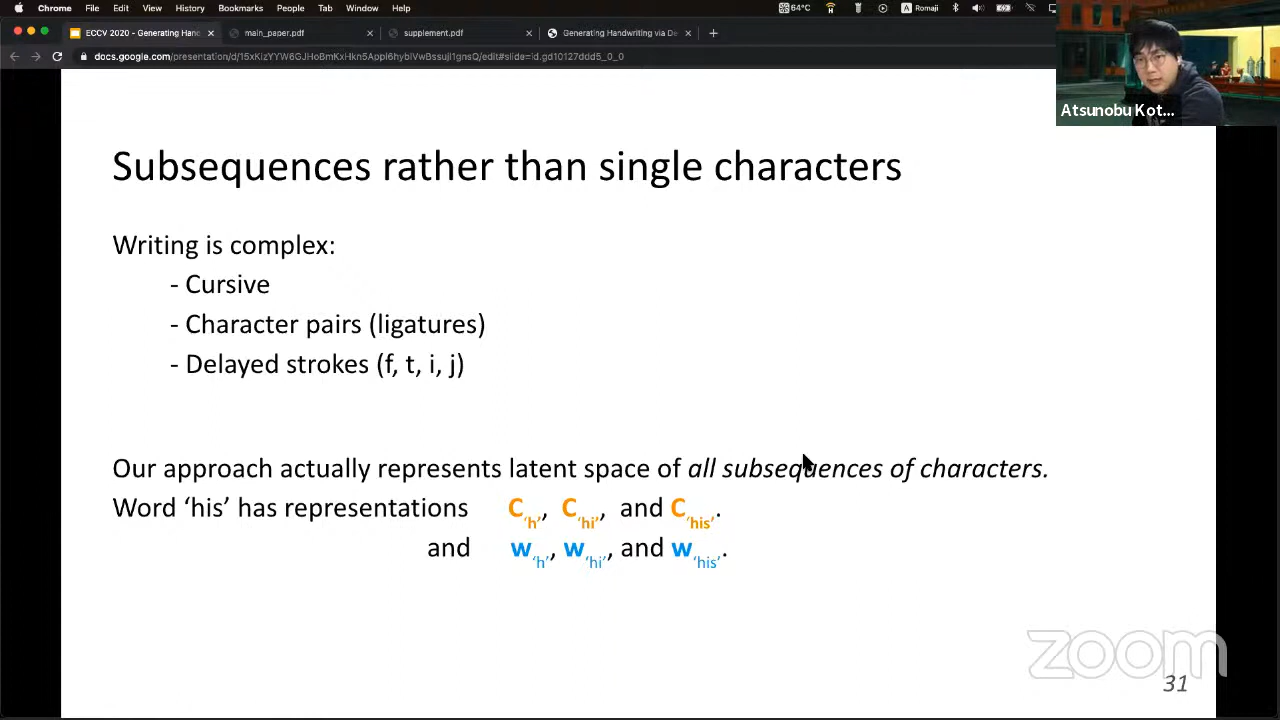 Chrome File Edit View History Bookmarks People Tab Window Help 64°C A Romaji
ECCV 2020 - Generating Han main_paper.pdf supplement.pdf Generating Handwriting via De
Atsunobu Kot...
Subsequences rather than single characters
Writing is complex:
- Cursive
- Character pairs (ligatures)
- Delayed strokes (f, t, i, j)
Our approach actually represents latent space of all subsequences of characters.
Word ‘his’ has representations C‘h’, C‘hi’, and C‘his’.
and w‘h’, w‘hi’, and w‘his’.
zoom
31